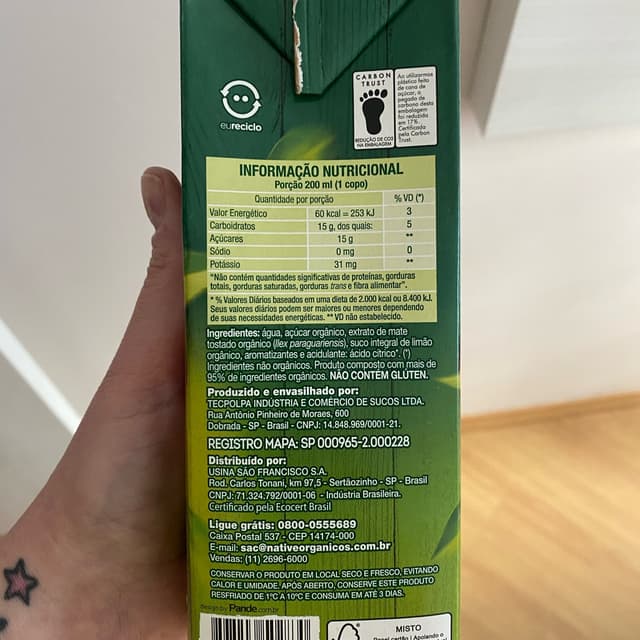 eureciclo
CARBON
TRUST
REDUÇÃO DE CO2
NA EMBALAGEM
Ao utilizarmos
plástico feito
de cana de
açúcar, a
pegada de
carbono desta
embalagem
foi reduzida
em 17%.
Certificada
pela Carbon
Trust.
INFORMAÇÃO NUTRICIONAL
Porção 200 ml (1 copo)
Quantidade por porção % VD (*)
Valor Energético 60 kcal = 253 kJ 3
Carboidratos 15 g, dos quais: 5
Açúcares 15 g **
Sódio 0 mg 0
Potássio 31 mg **
"Não contém quantidades significativas de proteínas, gorduras
totais, gorduras saturadas, gorduras trans e fibra alimentar".
* % Valores Diários baseados em uma dieta de 2.000 kcal ou 8.400 kJ.
Seus valores diários podem ser maiores ou menores dependendo
de suas necessidades energéticas. ** VD não estabelecido.
Ingredientes: água, açúcar orgânico, extrato de mate
tostado orgânico (Ilex paraguariensis), suco integral de limão
orgânico, aromatizantes e acidulante: ácido cítrico*. (*)
Ingredientes não orgânicos. Produto composto com mais de
95% de ingredientes orgânicos. NÃO CONTÉM GLÚTEN.
Produzido e envasilhado por:
TECPOLPA INDÚSTRIA E COMÉRCIO DE SUCOS LTDA.
Rua Antônio Pinheiro de Moraes, 600
Dobrada - SP - Brasil - CNPJ: 14.848.969/0001-21.
REGISTRO MAPA: SP 000965-2.000228
Distribuído por:
USINA SÃO FRANCISCO S.A.
Rod. Carlos Tonani, km 97,5 - Sertãozinho - SP - Brasil
CNPJ: 71.324.792/0001-06 - Indústria Brasileira.
Certificado pela Ecocert Brasil
Ligue grátis: 0800-0555689
Caixa Postal 537 - CEP 14174-000
E-mail: sac@nativeorganicos.com.br
Vendas: (11) 2696-6000
CONSERVAR O PRODUTO EM LOCAL SECO E FRESCO, EVITANDO
CALOR E UMIDADE. APÓS ABERTO, CONSERVE ESTE PRODUTO
RESFRIADO DE 1ºC A 10ºC E CONSUMA EM ATÉ 3 DIAS.
design by Pande.com.br
MISTO
Papel cartão | Apoiando o